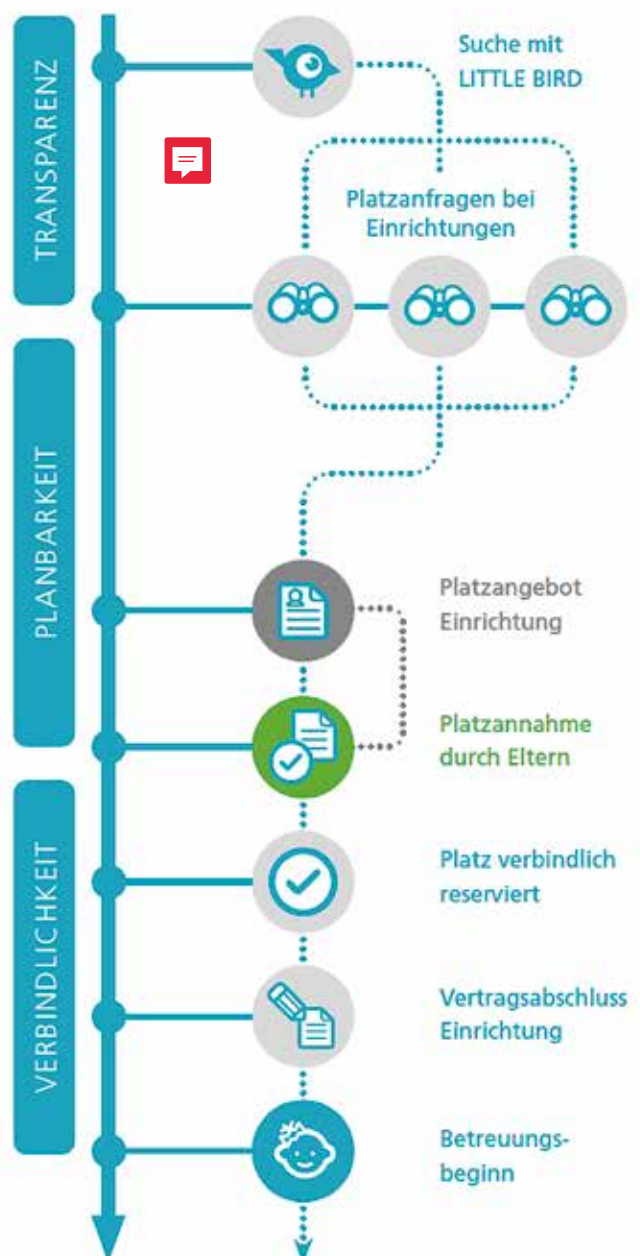 TRANSPARENZ
Suche mit
LITTLE BIRD
Platzanfragen bei
Einrichtungen
PLANBARKEIT
Platzangebot
Einrichtung
Platzannahme
durch Eltern
VERBINDLICHKEIT
Platz verbindlich
reserviert
Vertragsabschluss
Einrichtung
Betreuungs-
beginn